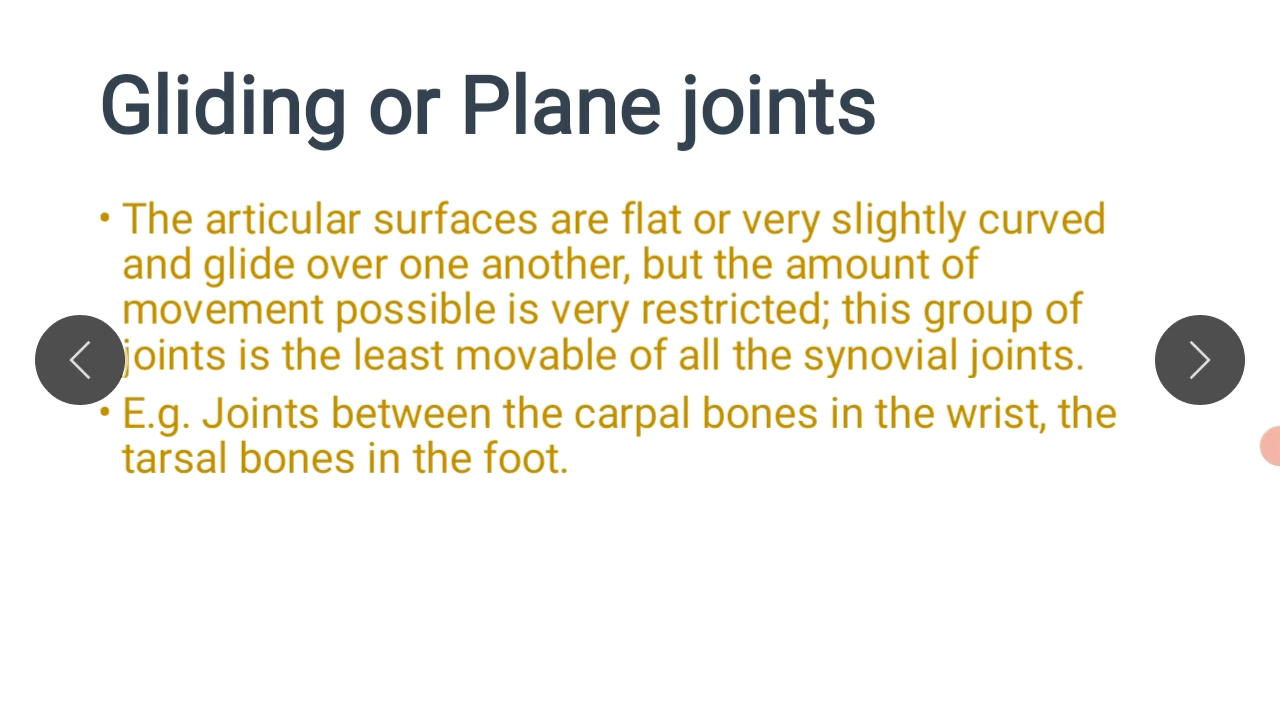 Gliding or Plane joints
• The articular surfaces are flat or very slightly curved
and glide over one another, but the amount of
movement possible is very restricted; this group of
joints is the least movable of all the synovial joints.
• E.g. Joints between the carpal bones in the wrist, the
tarsal bones in the foot.